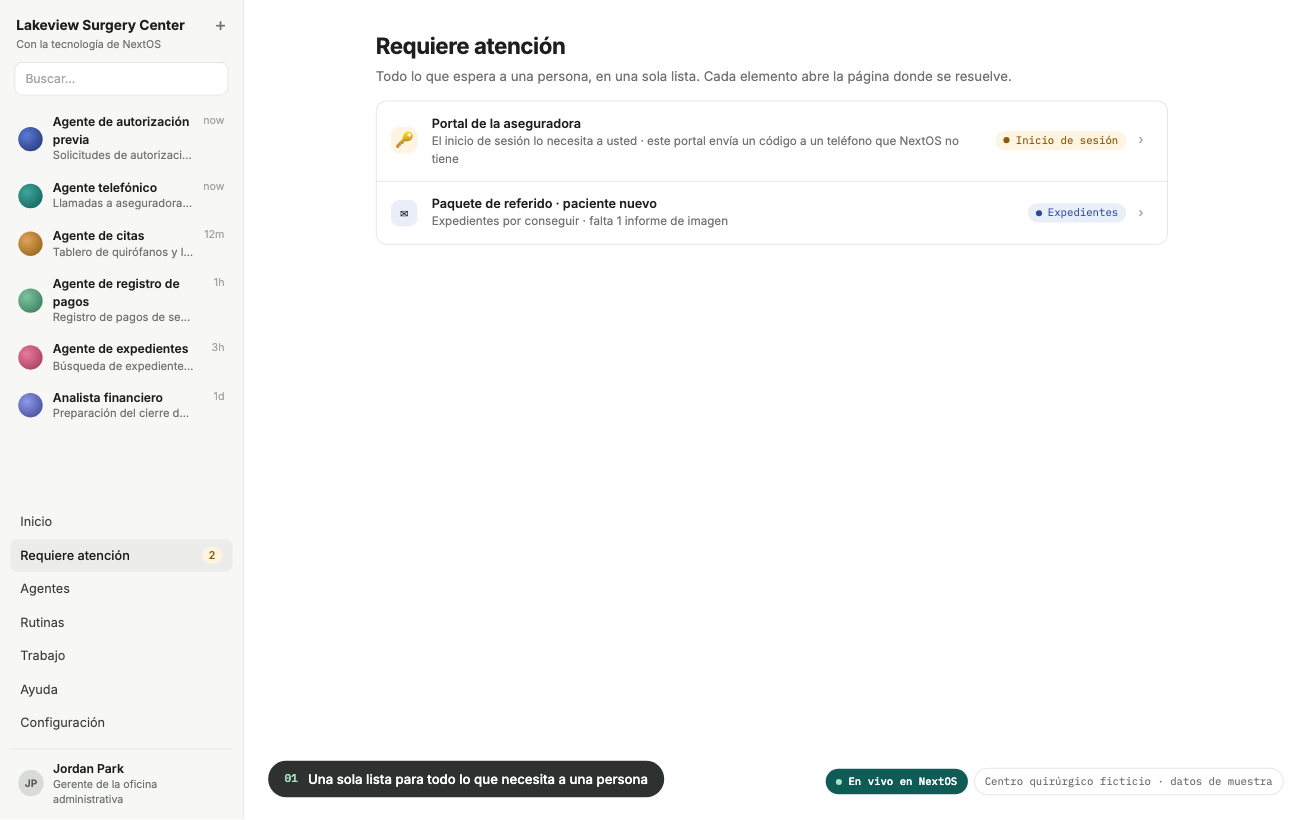 Lakeview Surgery Center
+
Con la tecnología de NextOS
Buscar...
Agente de autorización previa
now
Solicitudes de autorizaci...
Agente telefónico
now
Llamadas a aseguradora...
Agente de citas
12m
Tablero de quirófanos y l...
Agente de registro de pagos
1h
Registro de pagos de se...
Agente de expedientes
3h
Búsqueda de expediente...
Analista financiero
1d
Preparación del cierre d...
Inicio
Requiere atención
2
Agentes
Rutinas
Trabajo
Ayuda
Configuración
JP
Jordan Park
Gerente de la oficina
administrativa
Requiere atención
Todo lo que espera a una persona, en una sola lista. Cada elemento abre la página donde se resuelve.
Portal de la aseguradora
El inicio de sesión lo necesita a usted · este portal envía un código a un teléfono que NextOS no
tiene
Inicio de sesión
Paquete de referido · paciente nuevo
Expedientes por conseguir · falta 1 informe de imagen
Expedientes
01 Una sola lista para todo lo que necesita a una persona
En vivo en NextOS
Centro quirúrgico ficticio · datos de muestra